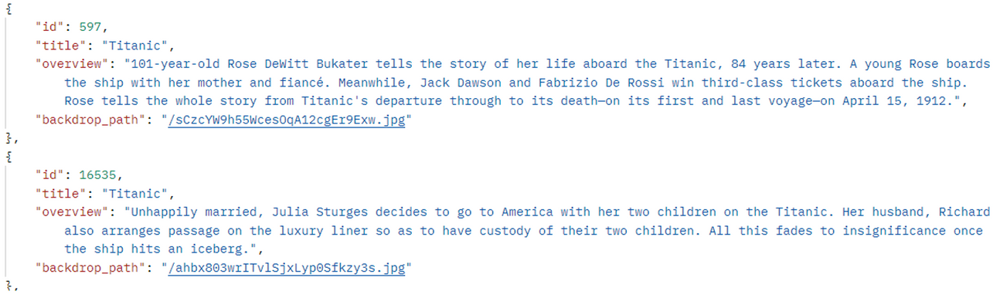 {
"id": 597,
"title": "Titanic",
"overview": "101-year-old Rose DeWitt Bukater tells the story of her life aboard the Titanic, 84 years later. A young Rose boards
the ship with her mother and fiancé. Meanwhile, Jack Dawson and Fabrizio De Rossi win third-class tickets aboard the ship.
Rose tells the whole story from Titanic's departure through to its death—on its first and last voyage—on April 15, 1912.",
"backdrop_path": "/sCzcYW9h55WcesOqA12cgEr9Exw.jpg"
},
{
"id": 16535,
"title": "Titanic",
"overview": "Unhappily married, Julia Sturges decides to go to America with her two children on the Titanic. Her husband, Richard
also arranges passage on the luxury liner so as to have custody of their two children. All this fades to insignificance once
the ship hits an iceberg.",
"backdrop_path": "/ahbx803wrITvlSjxLyp0Sfkzy3s.jpg"
},